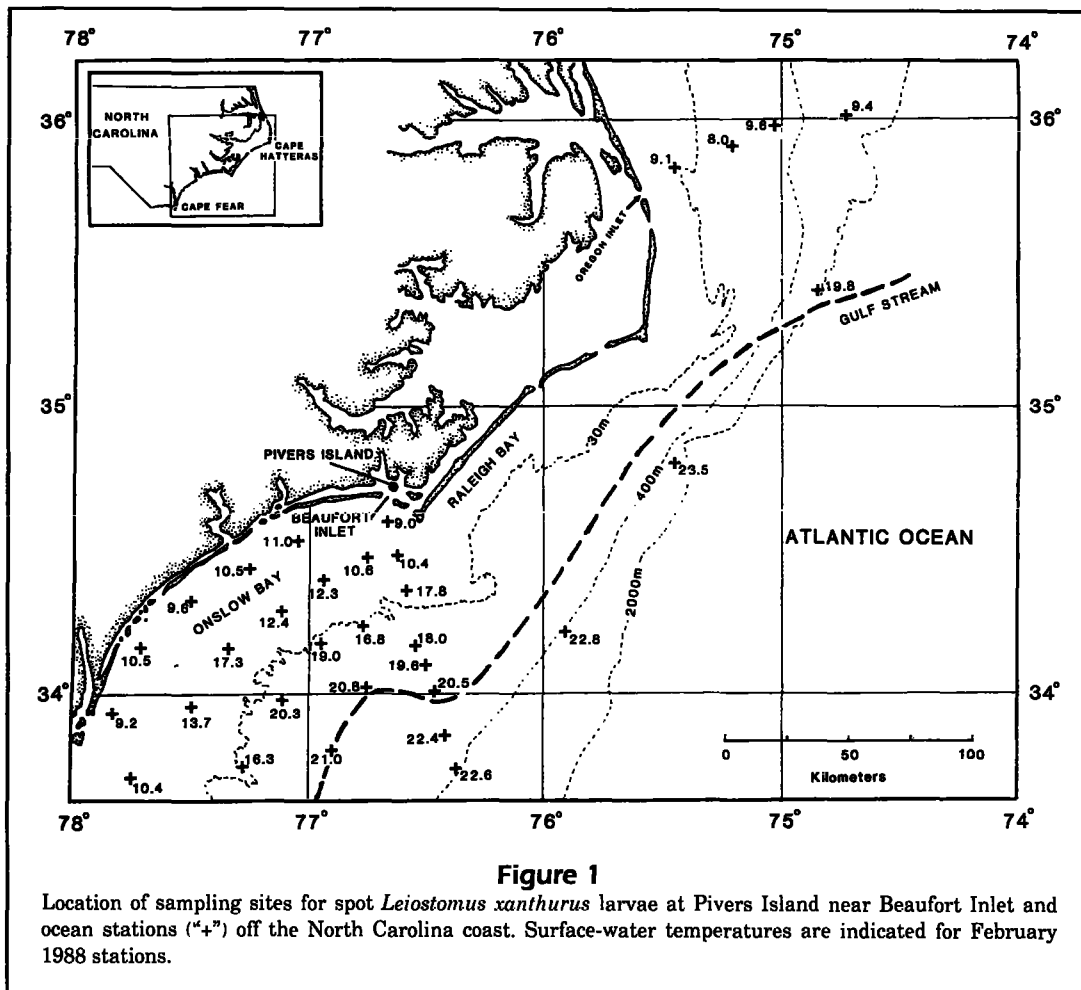 78° 77° 76° 75° 74°
36°
NORTH
CAROLINA
CAPE
HATTERAS
CAPE FEAR
9.4
9.6
8.0
9.1
36°
OREGON INLET
19.8
GULF STREAM
35°
35°
30m
PIVERS ISLAND
RALEIGH BAY
400m
23.5
BEAUFORT
INLET
9.0
ATLANTIC OCEAN
11.0
10.6
10.4
10.5
12.3
17.8
2000m
9.6
ONSLOW BAY
12.4
16.8
18.0
22.8
10.5
17.3
19.0
19.6
34°
20.8
20.5
34°
9.2
13.7
20.3
22.4
0 50 100
Kilometers
16.3
21.0
22.6
10.4
78° 77° 76° 75° 74°
Figure 1
Location of sampling sites for spot Leiostomus xanthurus larvae at Pivers Island near Beaufort Inlet and
ocean stations ("+") off the North Carolina coast. Surface-water temperatures are indicated for February
1988 stations.